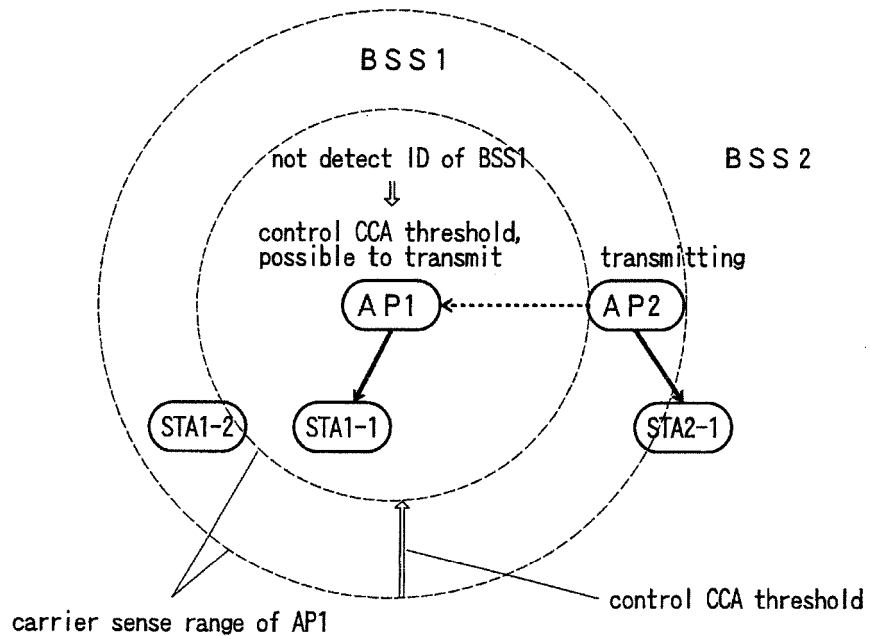 BSS1
not detect ID of BSS1
⇓
control CCA threshold,
possible to transmit
BSS2
transmitting
AP1
AP2
STA1-2
STA1-1
STA2-1
control CCA threshold
carrier sense range of AP1